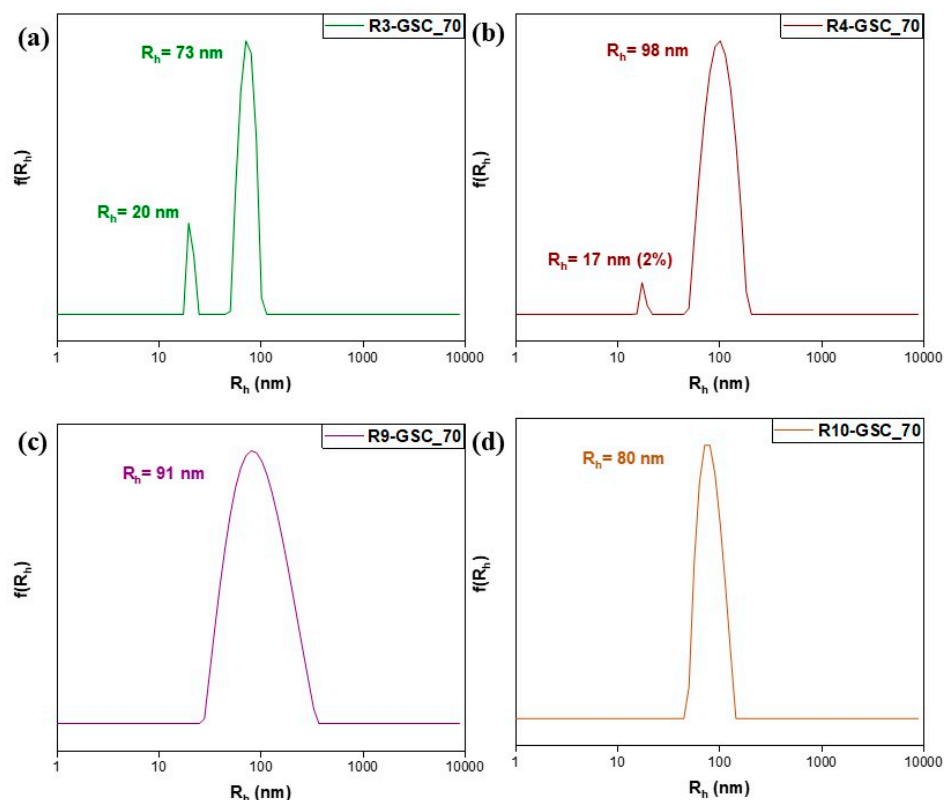 (a)
R3-GSC_70
Rₕ= 73 nm
Rₕ= 20 nm
f(Rₕ)
1 10 100 1000 10000
Rₕ (nm)
(b)
R4-GSC_70
Rₕ= 98 nm
Rₕ= 17 nm (2%)
f(Rₕ)
1 10 100 1000 10000
Rₕ (nm)
(c)
R9-GSC_70
Rₕ= 91 nm
f(Rₕ)
1 10 100 1000 10000
Rₕ (nm)
(d)
R10-GSC_70
Rₕ= 80 nm
f(Rₕ)
1 10 100 1000 10000
Rₕ (nm)